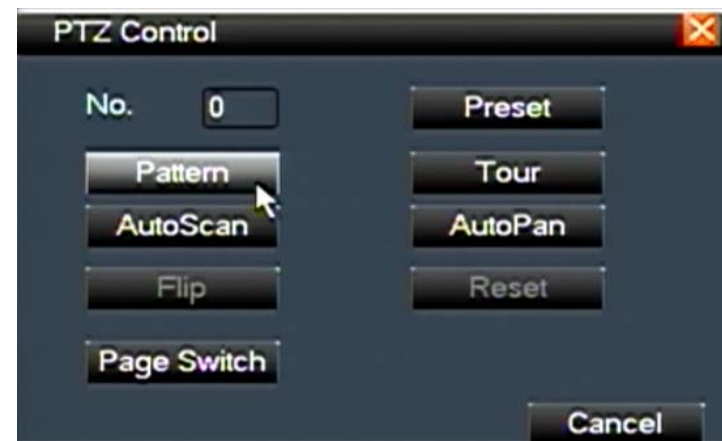 PTZ Control
No. 0 Preset
Pattern Tour
AutoScan AutoPan
Flip Reset
Page Switch
Cancel